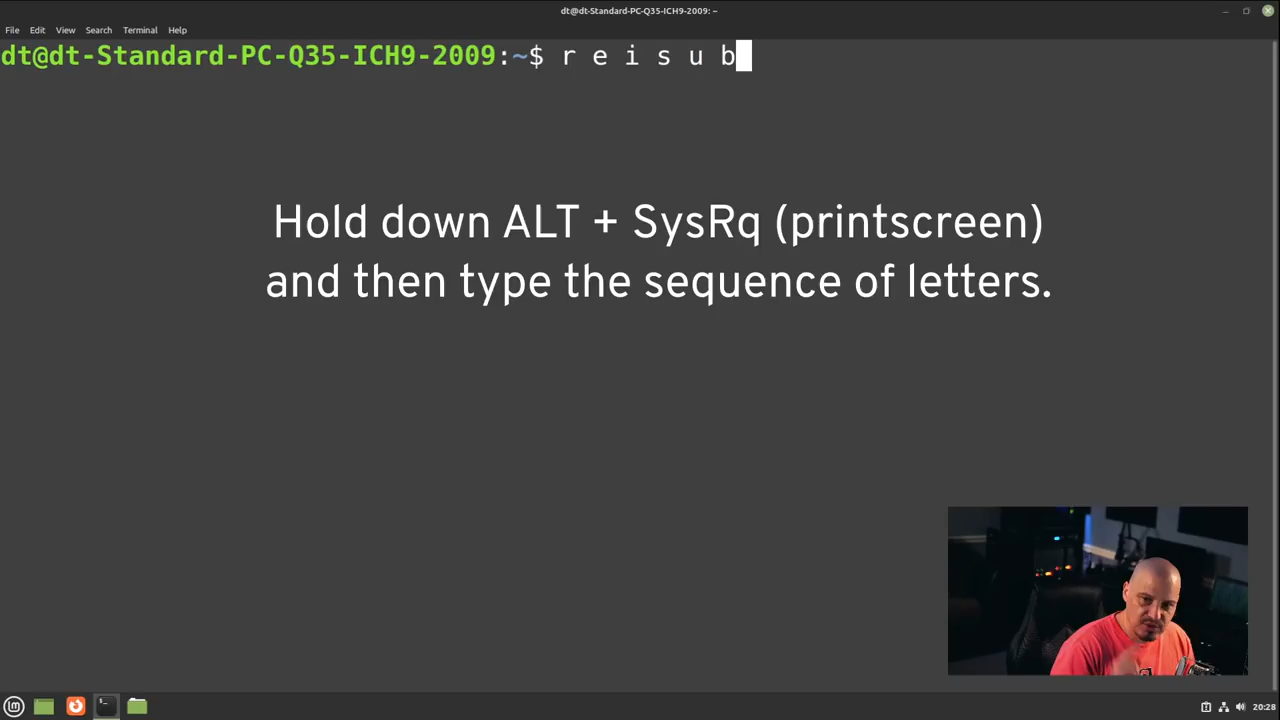 dt@dt-Standard-PC-Q35-ICH9-2009: ~
File Edit View Search Terminal Help
dt@dt-Standard-PC-Q35-ICH9-2009:~$ r e i s u b
Hold down ALT + SysRq (printscreen)
and then type the sequence of letters.
20:28